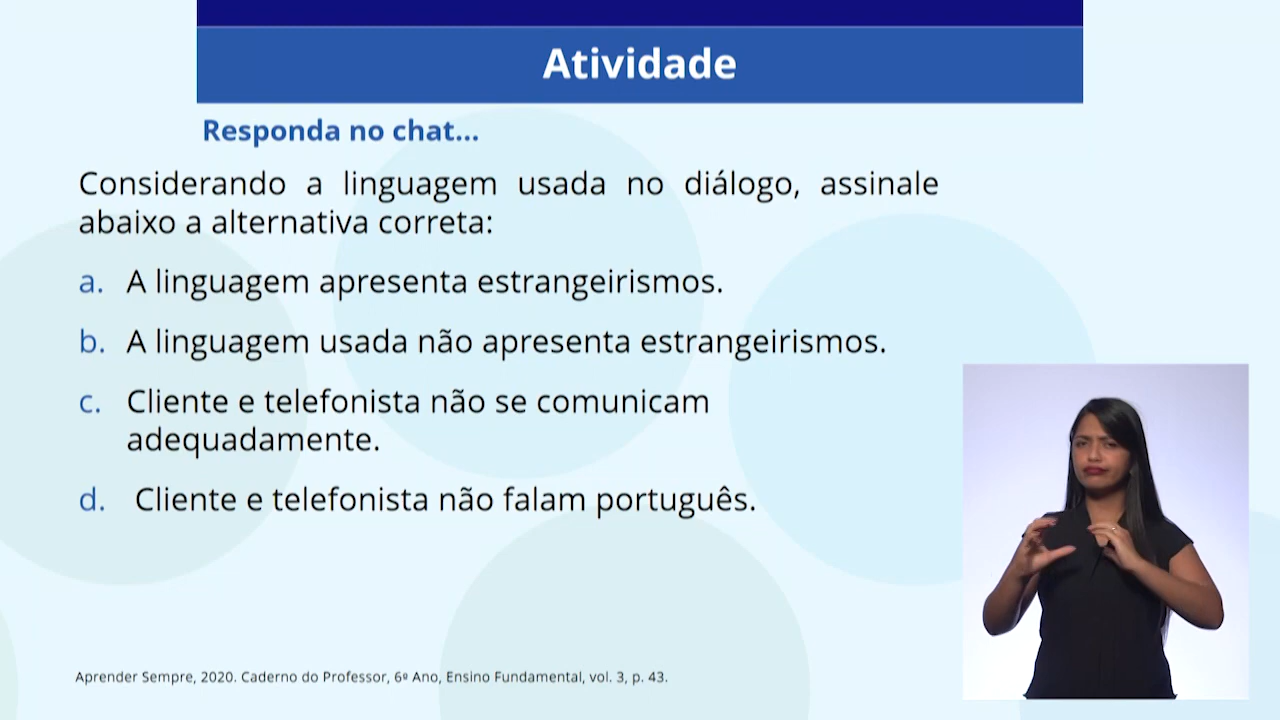 Atividade
Responda no chat...
Considerando a linguagem usada no diálogo, assinale
abaixo a alternativa correta:
a. A linguagem apresenta estrangeirismos.
b. A linguagem usada não apresenta estrangeirismos.
c. Cliente e telefonista não se comunicam
adequadamente.
d. Cliente e telefonista não falam português.
Aprender Sempre, 2020. Caderno do Professor, 6º Ano, Ensino Fundamental, vol. 3, p. 43.